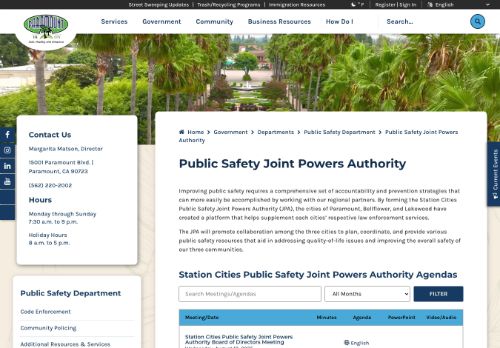 Street Sweeping Updates | Trash/Recycling Programs | Immigration Resources
° F
Register | Sign In
English
PARAMOUNT
Services
Government
Community
Business Resources
How Do I
Search...
Contact Us
Margarita Matson, Director
15001 Paramount Blvd. |
Paramount, CA 90723
(562) 220-2002
Hours
Monday through Sunday
7:30 a.m. to 5 p.m.
Holiday Hours
8 a.m. to 5 p.m.
Public Safety Department
Code Enforcement
Community Policing
Additional Resources & Services
Home > Government > Departments > Public Safety Department > Public Safety Joint Powers
Authority
Public Safety Joint Powers Authority
Improving public safety requires a comprehensive set of accountability and prevention strategies that
can more easily be accomplished by working with our regional partners. By forming the Station Cities
Public Safety Joint Powers Authority (JPA), the cities of Paramount, Bellflower, and Lakewood have
created a platform that helps supplement each cities' respective law enforcement services.
The JPA will promote collaboration among the three cities to plan, coordinate, and provide various
public safety resources that aid in addressing quality-of-life issues and improving the overall safety of
our three communities.
Station Cities Public Safety Joint Powers Authority Agendas
Search Meetings/Agendas
All Months
FILTER
Meeting/Date
Minutes
Agenda
PowerPoint
Video/Audio
Station Cities Public Safety Joint Powers
Authority Board of Directors Meeting
English
Current Events